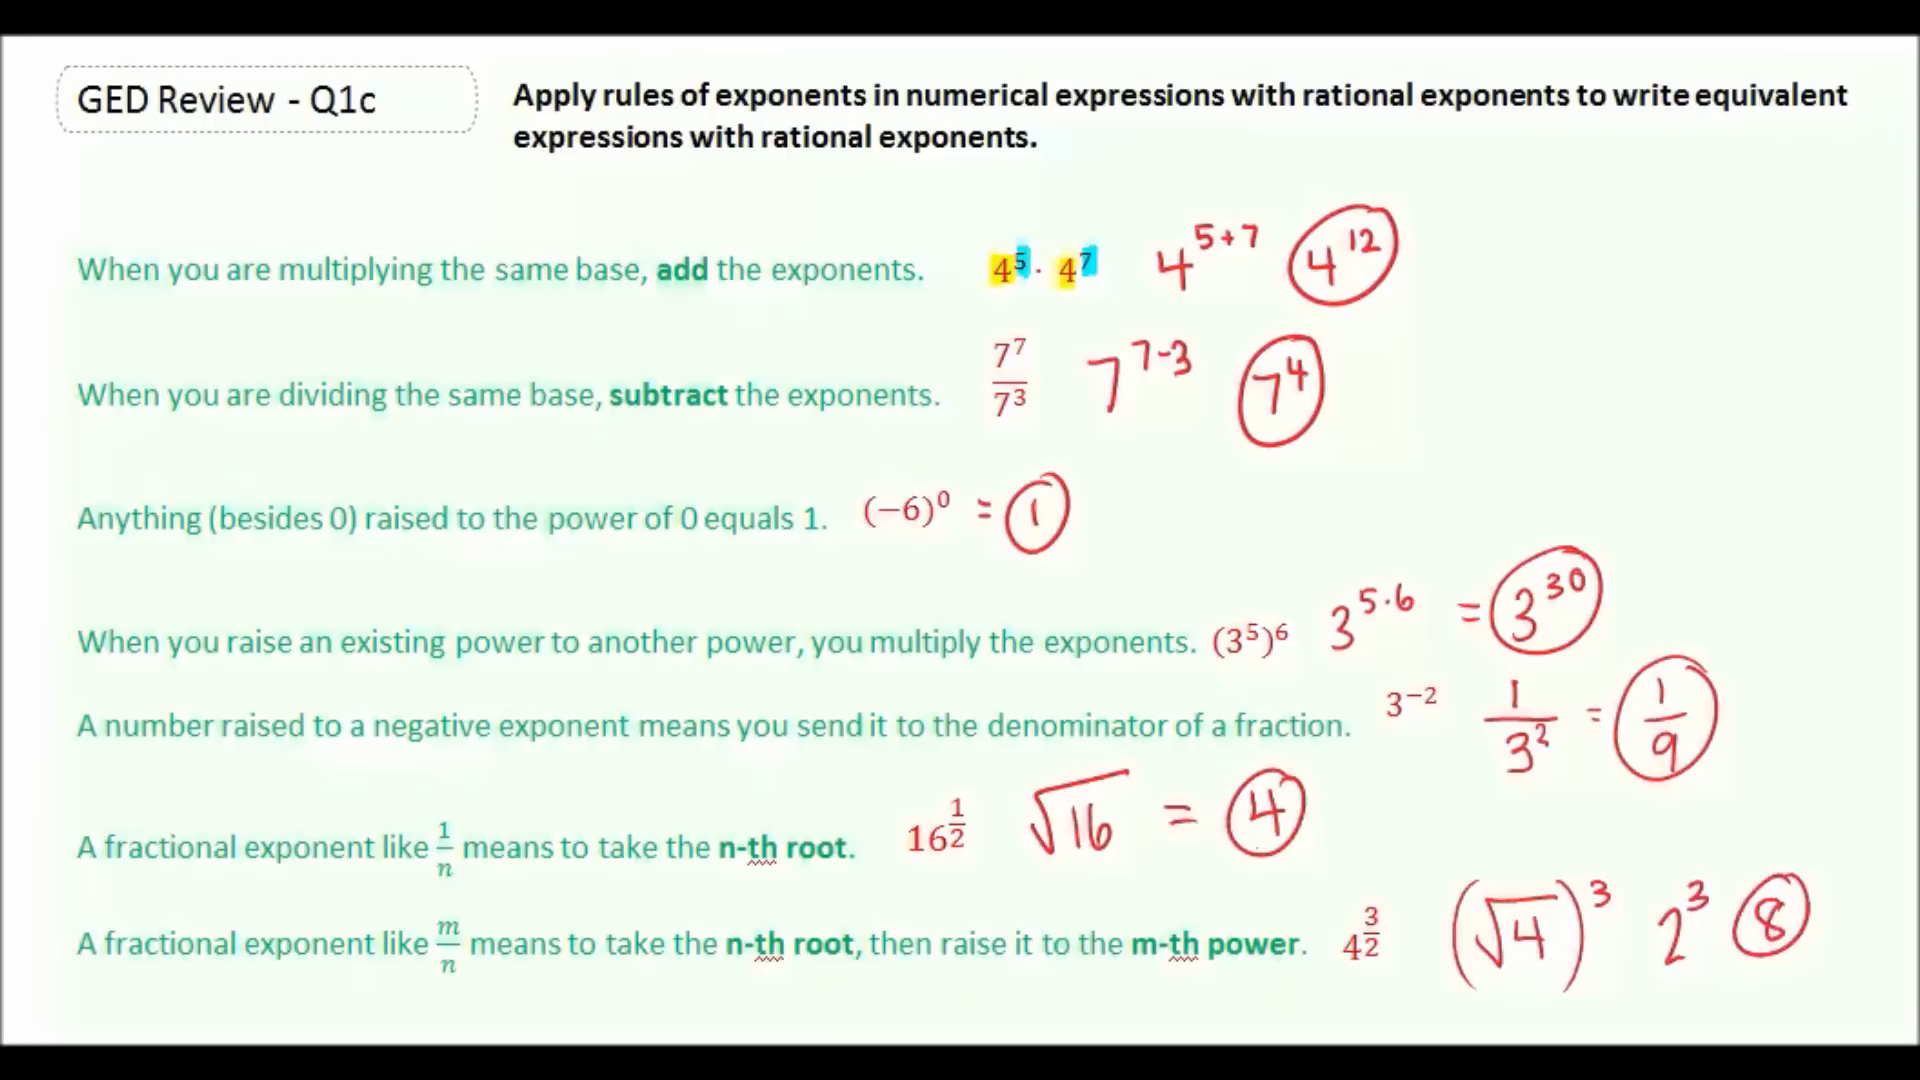 GED Review - Q1c
Apply rules of exponents in numerical expressions with rational exponents to write equivalent
expressions with rational exponents.
When you are multiplying the same base, add the exponents. 4⁵ · 4⁷ 4⁵⁺⁷ 4¹²
When you are dividing the same base, subtract the exponents. 7⁷/7³ 7⁷⁻³ 7⁴
Anything (besides 0) raised to the power of 0 equals 1. (−6)⁰ = 1
When you raise an existing power to another power, you multiply the exponents. (3⁵)⁶ 3^(5·6) = 3³⁰
A number raised to a negative exponent means you send it to the denominator of a fraction. 3⁻² 1/3² = 1/9
A fractional exponent like 1/n means to take the n-th root. 16^(1/2) √16 = 4
A fractional exponent like m/n means to take the n-th root, then raise it to the m-th power. 4^(3/2) (√4)³ 2³ 8